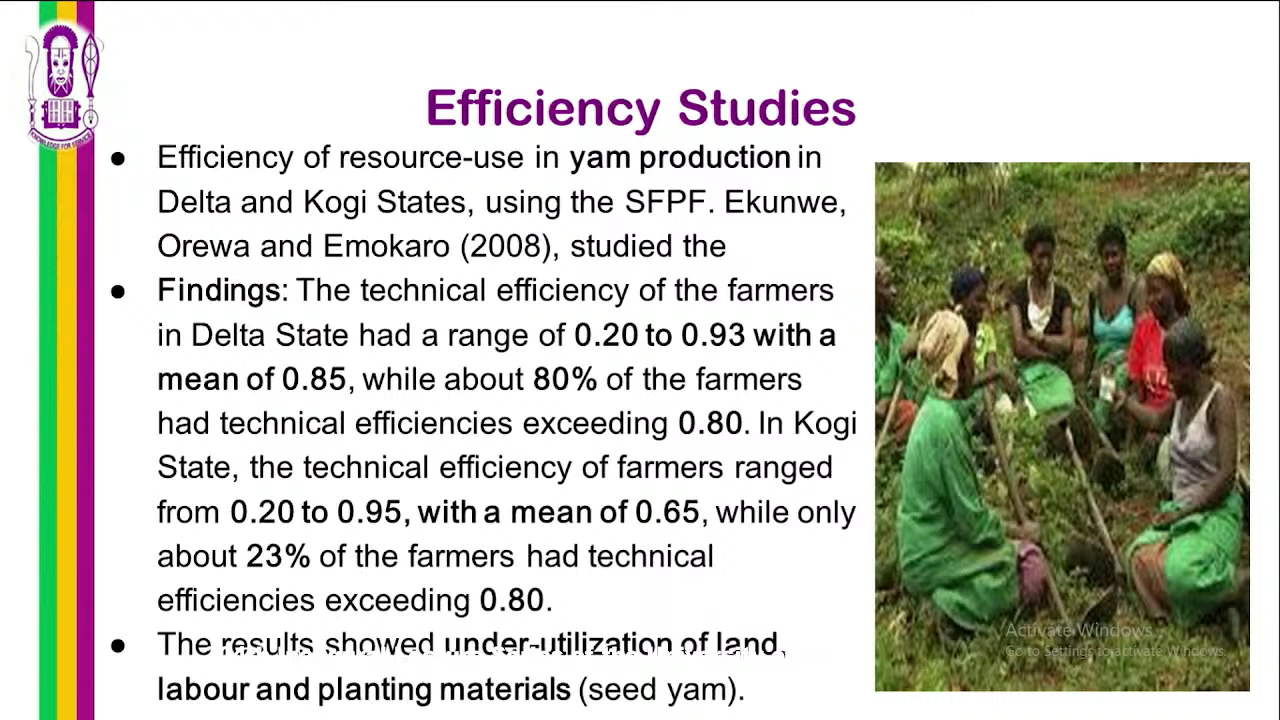 KNOWLEDGE FOR SERVICE
Efficiency Studies
● Efficiency of resource-use in yam production in
Delta and Kogi States, using the SFPF. Ekunwe,
Orewa and Emokaro (2008), studied the
● Findings: The technical efficiency of the farmers
in Delta State had a range of 0.20 to 0.93 with a
mean of 0.85, while about 80% of the farmers
had technical efficiencies exceeding 0.80. In Kogi
State, the technical efficiency of farmers ranged
from 0.20 to 0.95, with a mean of 0.65, while only
about 23% of the farmers had technical
efficiencies exceeding 0.80.
● The results showed under-utilization of land,
labour and planting materials (seed yam).
Activate Windows
Go to Settings to activate Windows.